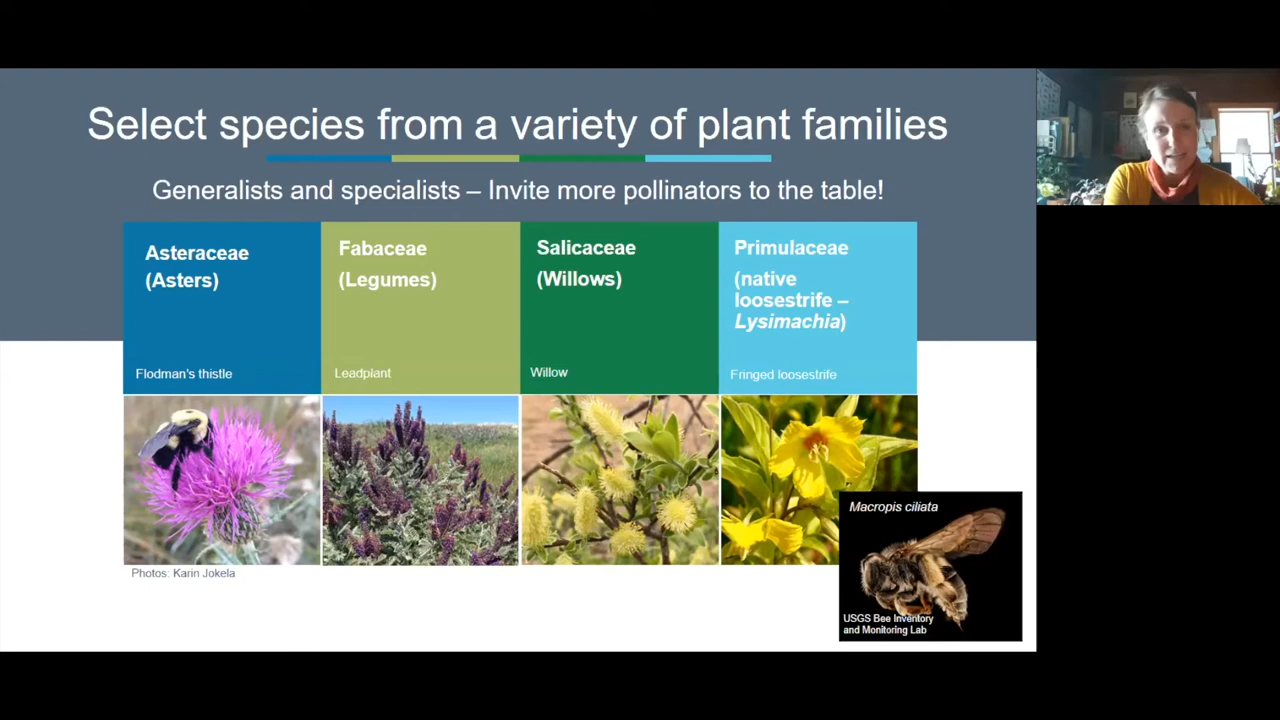 Select species from a variety of plant families
Generalists and specialists – Invite more pollinators to the table!
Asteraceae
(Asters)
Flodman's thistle
Fabaceae
(Legumes)
Leadplant
Salicaceae
(Willows)
Willow
Primulaceae
(native
loosestrife –
Lysimachia)
Fringed loosestrife
Photos: Karin Jokela
Macropis ciliata
USGS Bee Inventory
and Monitoring Lab